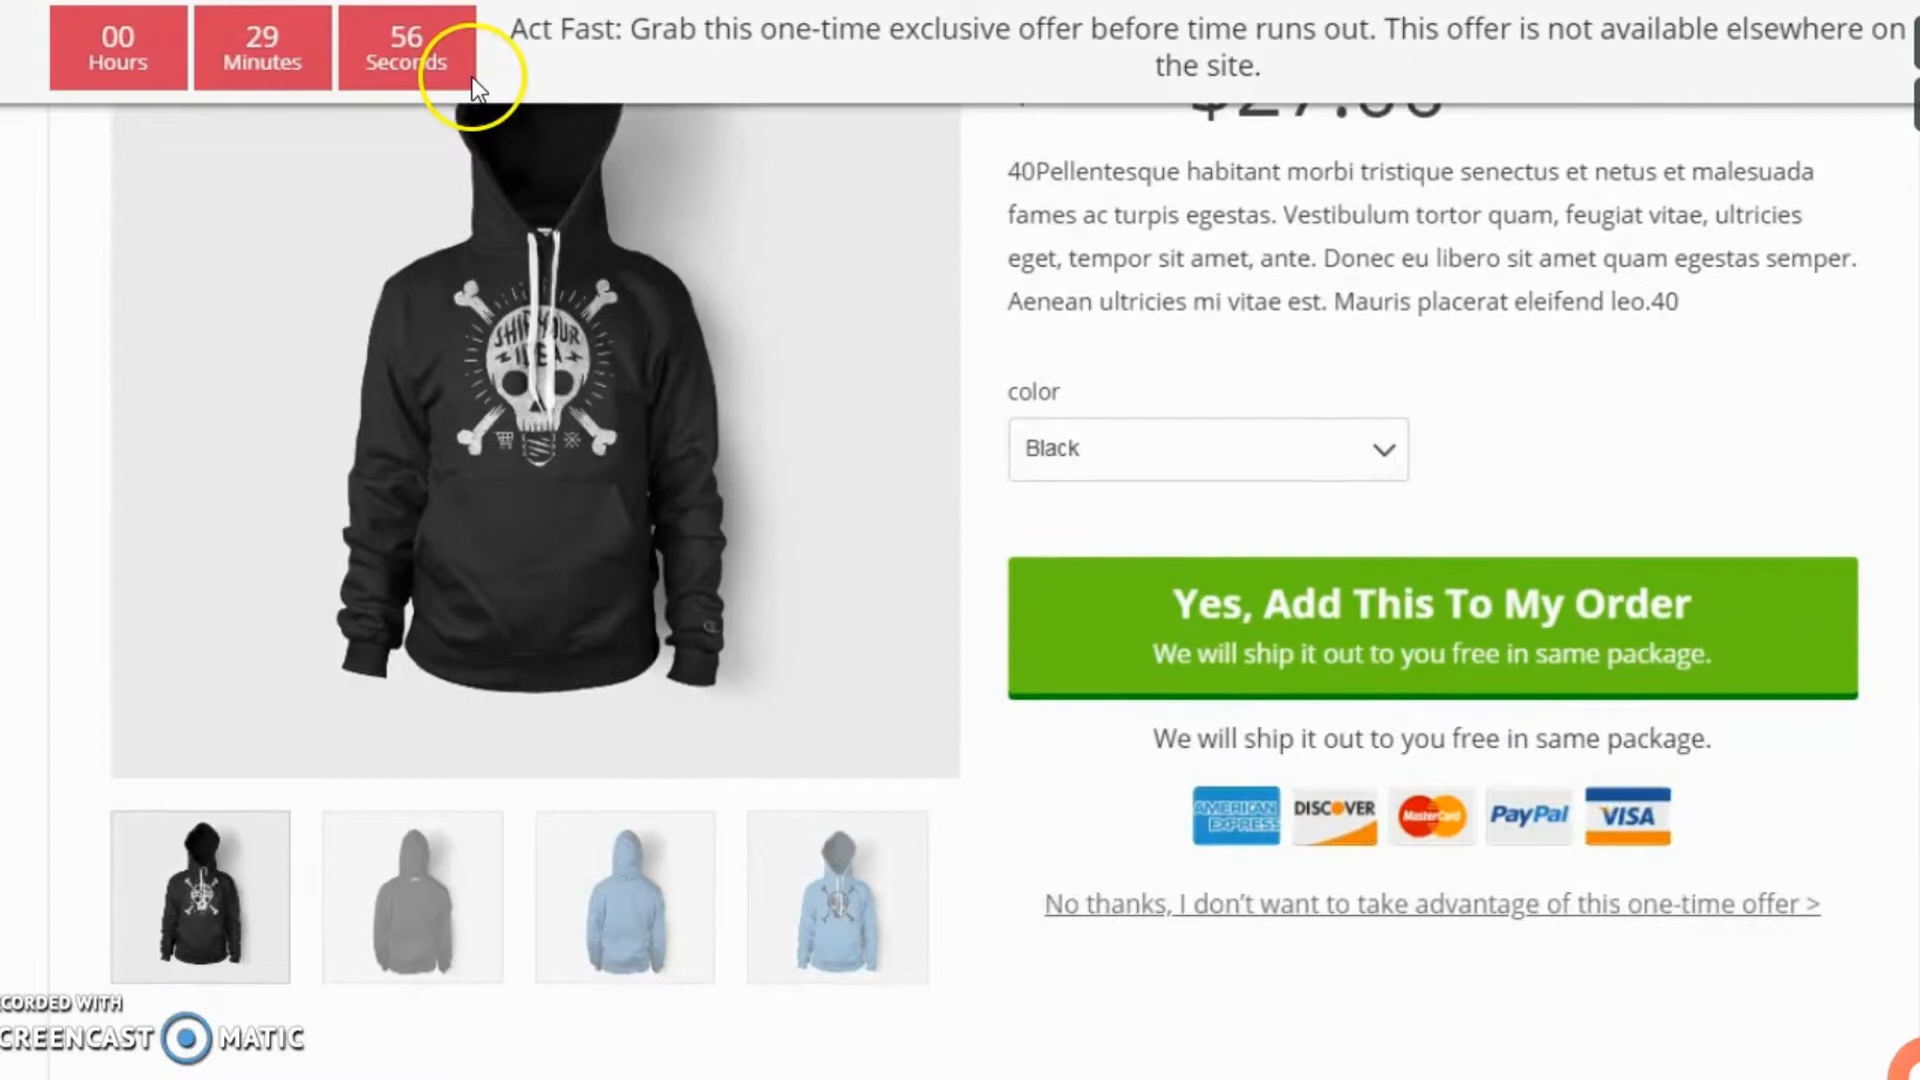 00
Hours
29
Minutes
56
Seconds
Act Fast: Grab this one-time exclusive offer before time runs out. This offer is not available elsewhere on
the site.
40Pellentesque habitant morbi tristique senectus et netus et malesuada
fames ac turpis egestas. Vestibulum tortor quam, feugiat vitae, ultricies
eget, tempor sit amet, ante. Donec eu libero sit amet quam egestas semper.
Aenean ultricies mi vitae est. Mauris placerat eleifend leo.40
SHIP YOUR
IDEA
color
Black
Yes, Add This To My Order
We will ship it out to you free in same package.
We will ship it out to you free in same package.
AMERICAN
EXPRESS
DISCOVER
MasterCard
PayPal
VISA
No thanks, I don't want to take advantage of this one-time offer >
CORDED WITH
CREENCAST MATIC